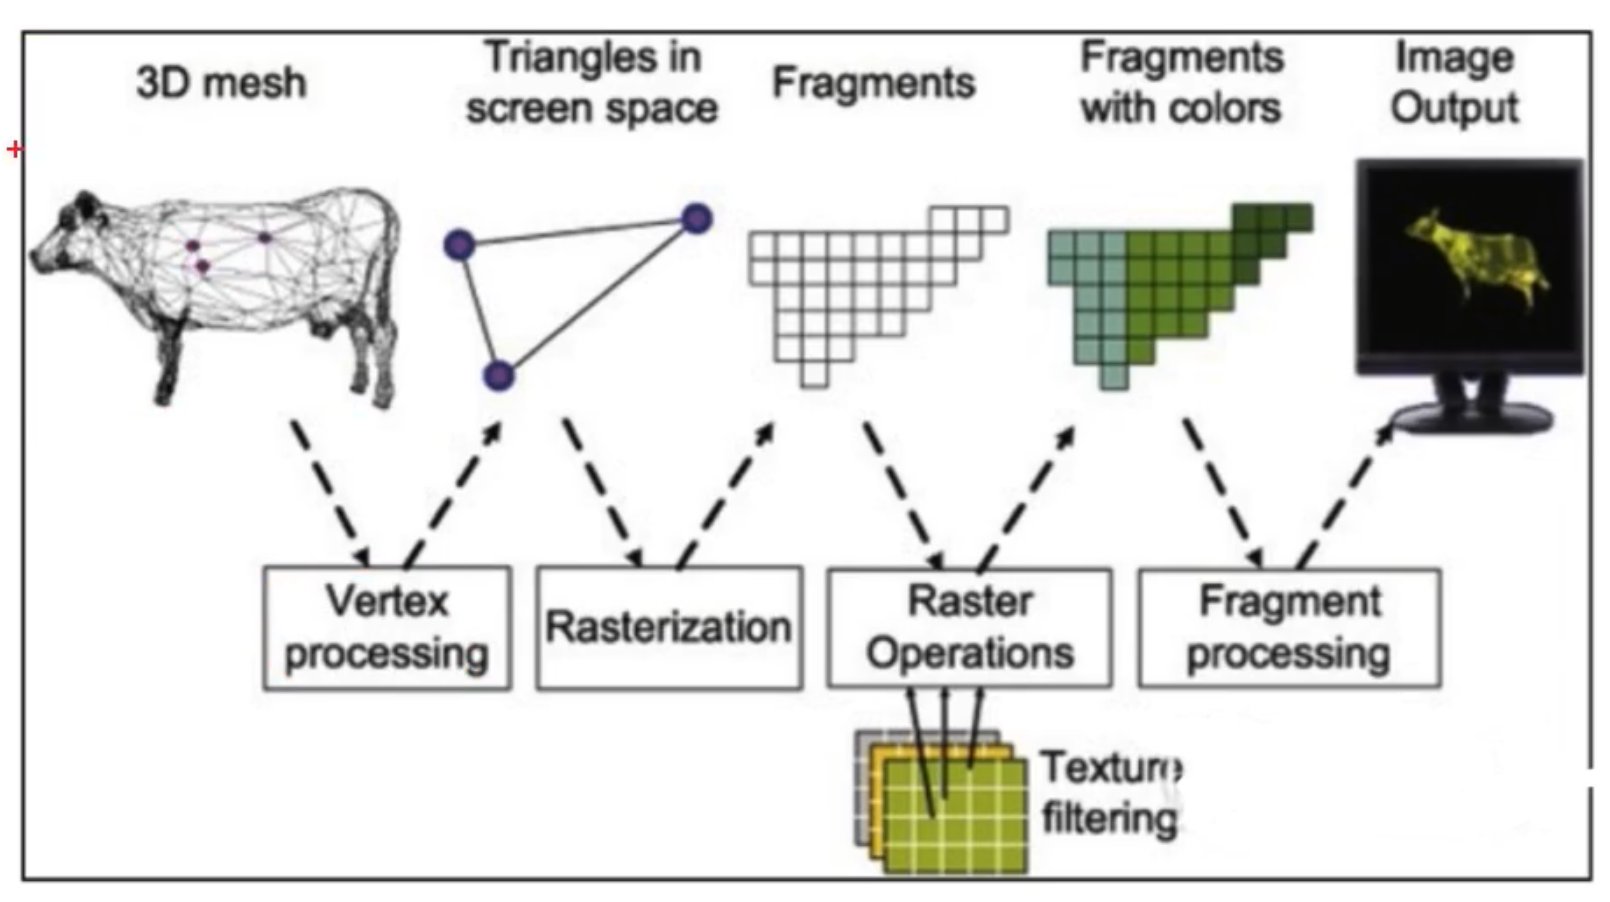 3D mesh
Triangles in
screen space
Fragments
Fragments
with colors
Image
Output
Vertex
processing
Rasterization
Raster
Operations
Fragment
processing
Texture
filtering